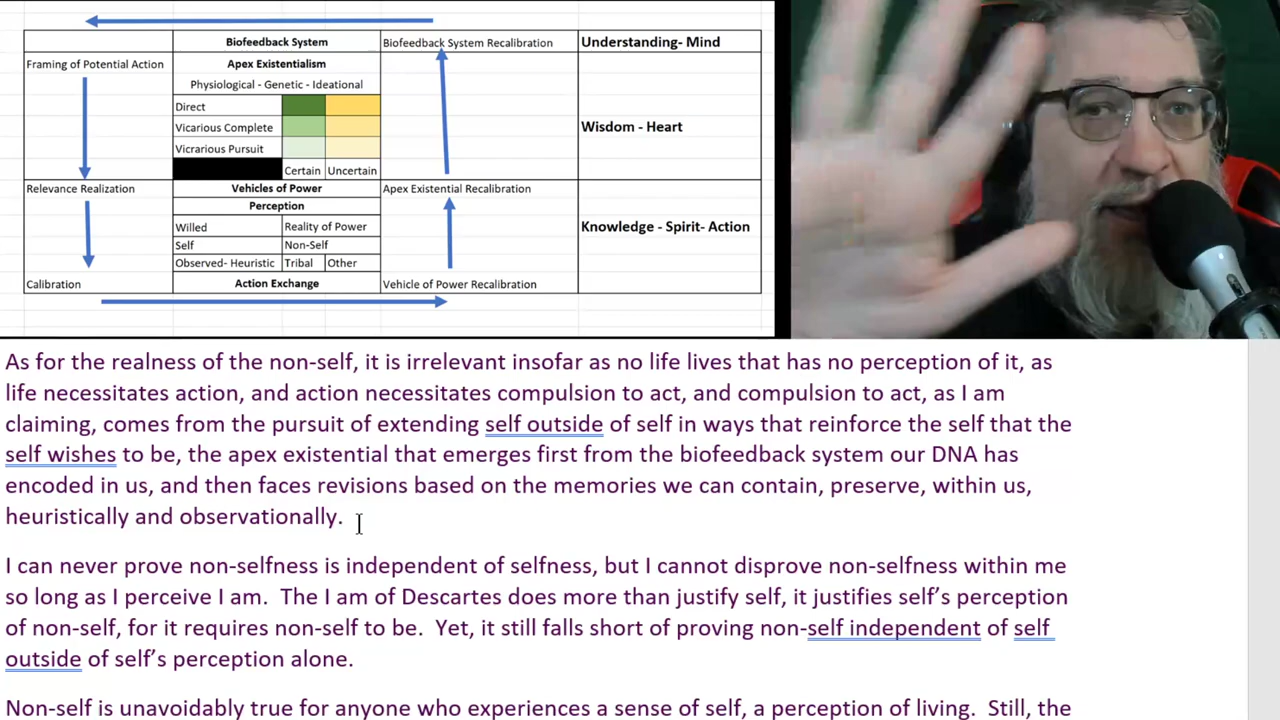 Biofeedback System
Biofeedback System Recalibration
Understanding- Mind
Framing of Potential Action
Apex Existentialism
Physiological - Genetic - Ideational
Direct
Vicarious Complete
Wisdom - Heart
Vicrarious Pursuit
Certain
Uncertain
Relevance Realization
Vehicles of Power
Apex Existential Recalibration
Perception
Willed
Reality of Power
Knowledge - Spirit- Action
Self
Non-Self
Observed- Heuristic
Tribal
Other
Calibration
Action Exchange
Vehicle of Power Recalibration
As for the realness of the non-self, it is irrelevant insofar as no life lives that has no perception of it, as
life necessitates action, and action necessitates compulsion to act, and compulsion to act, as I am
claiming, comes from the pursuit of extending self outside of self in ways that reinforce the self that the
self wishes to be, the apex existential that emerges first from the biofeedback system our DNA has
encoded in us, and then faces revisions based on the memories we can contain, preserve, within us,
heuristically and observationally.
I can never prove non-selfness is independent of selfness, but I cannot disprove non-selfness within me
so long as I perceive I am.  The I am of Descartes does more than justify self, it justifies self’s perception
of non-self, for it requires non-self to be.  Yet, it still falls short of proving non-self independent of self
outside of self’s perception alone.
Non-self is unavoidably true for anyone who experiences a sense of self, a perception of living.  Still, the